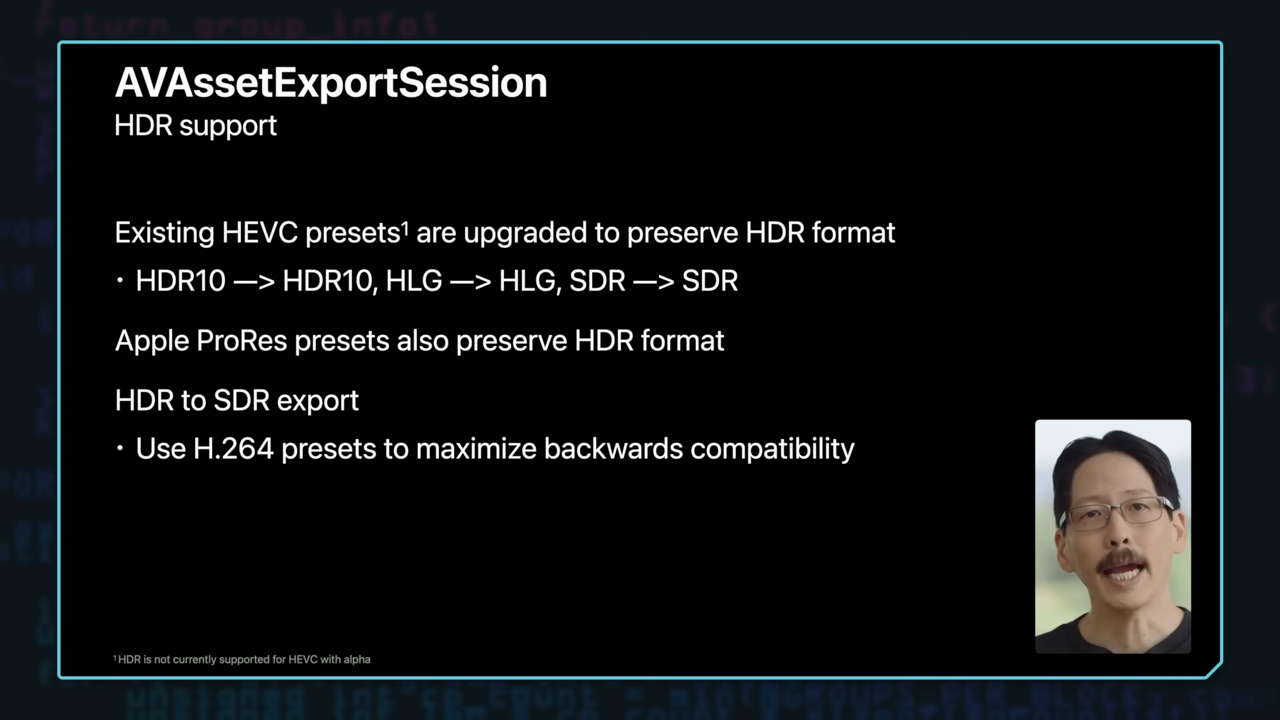 return group_info;
AVAssetExportSession
HDR support
Existing HEVC presets¹ are upgraded to preserve HDR format
• HDR10 —> HDR10, HLG —> HLG, SDR —> SDR
Apple ProRes presets also preserve HDR format
HDR to SDR export
• Use H.264 presets to maximize backwards compatibility
¹ HDR is not currently supported for HEVC with alpha